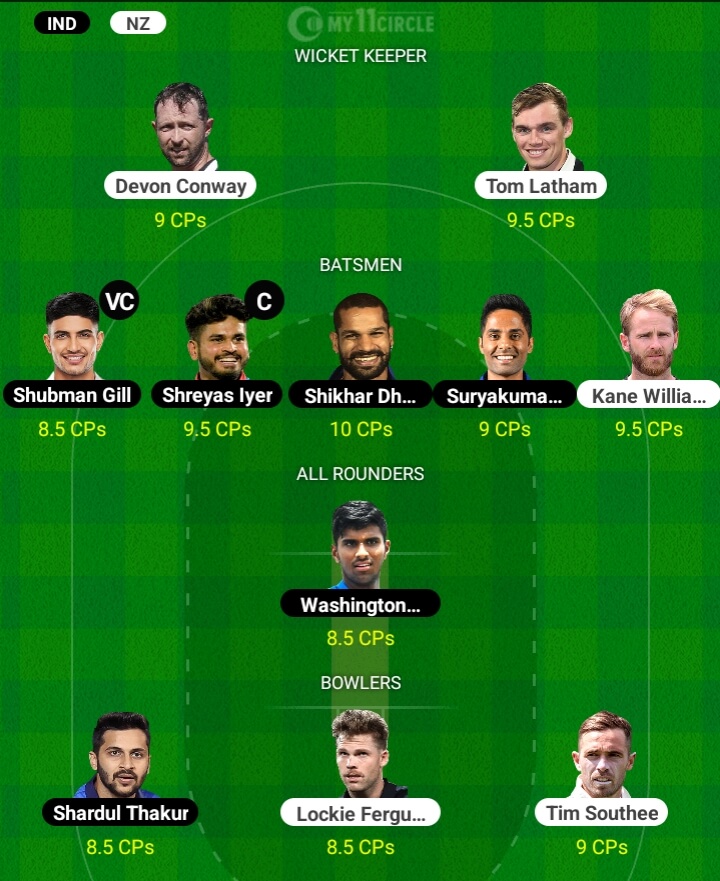 IND NZ MY11CIRCLE
WICKET KEEPER
Devon Conway Tom Latham
9 CPs 9.5 CPs
BATSMEN
VC C
Shubman Gill Shreyas Iyer Shikhar Dh... Suryakuma... Kane Willia...
8.5 CPs 9.5 CPs 10 CPs 9 CPs 9.5 CPs
ALL ROUNDERS
Washington...
8.5 CPs
BOWLERS
Shardul Thakur Lockie Fergu... Tim Southee
8.5 CPs 8.5 CPs 9 CPs